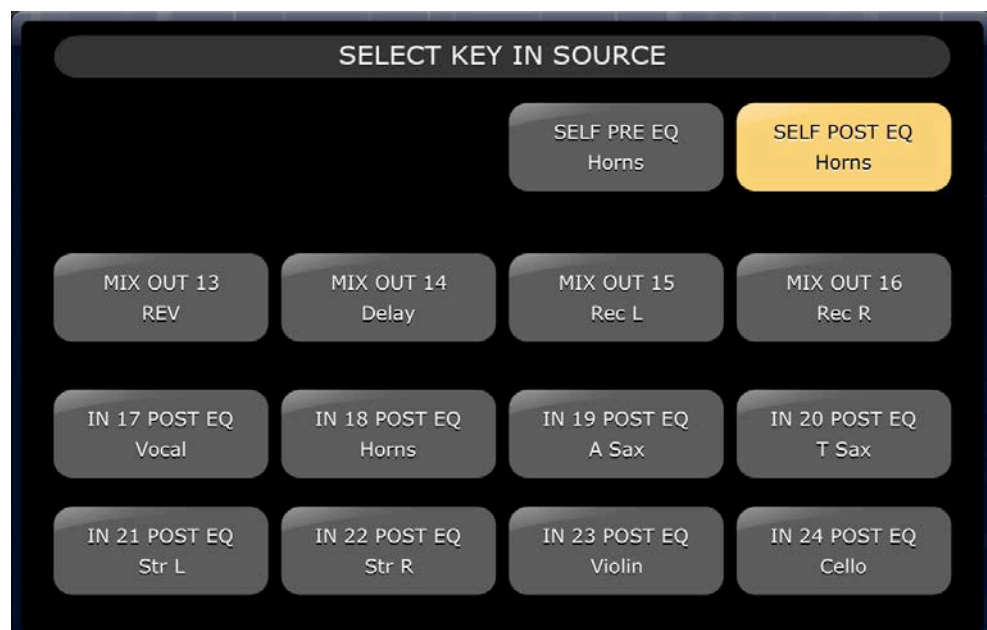 SELECT KEY IN SOURCE
SELF PRE EQ
Horns
SELF POST EQ
Horns
MIX OUT 13
REV
MIX OUT 14
Delay
MIX OUT 15
Rec L
MIX OUT 16
Rec R
IN 17 POST EQ
Vocal
IN 18 POST EQ
Horns
IN 19 POST EQ
A Sax
IN 20 POST EQ
T Sax
IN 21 POST EQ
Str L
IN 22 POST EQ
Str R
IN 23 POST EQ
Violin
IN 24 POST EQ
Cello